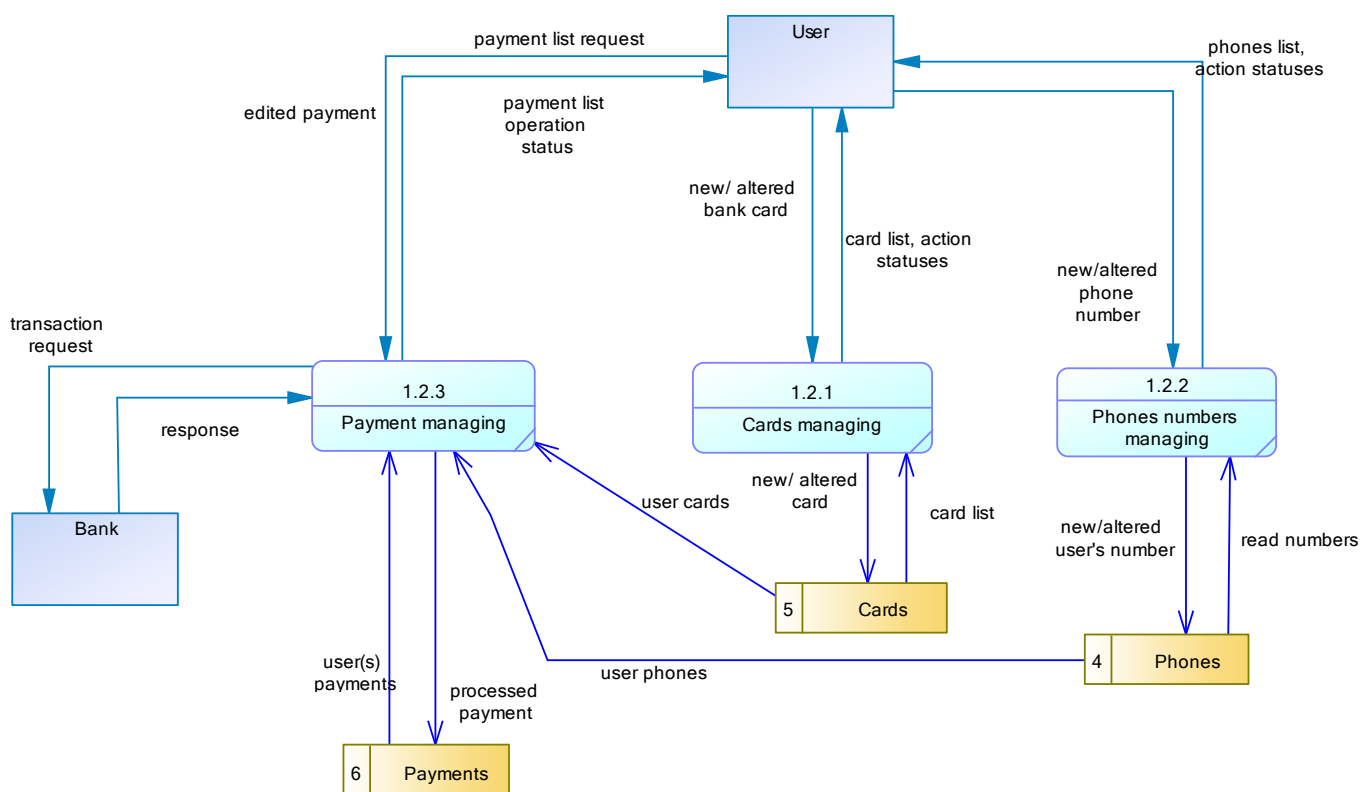 User
payment list request
phones list,
action statuses
edited payment
payment list
operation
status
new/ altered
bank card
card list, action
statuses
new/altered
phone
number
transaction
request
1.2.3
Payment managing
1.2.1
Cards managing
1.2.2
Phones numbers
managing
response
Bank
user cards
new/ altered
card
card list
new/altered
user's number
read numbers
5
Cards
4
Phones
user phones
user(s)
payments
processed
payment
6
Payments